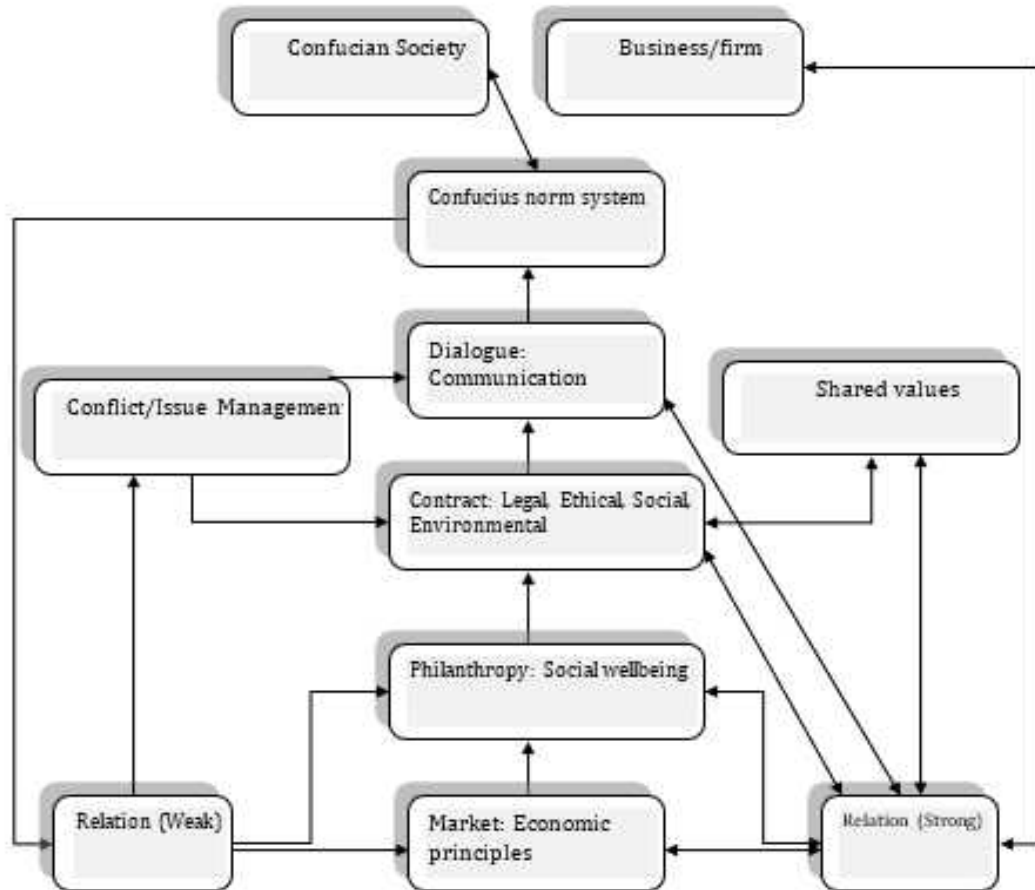 Confucian Society
Business/firm
Confucius norm system
Dialogue:
Communication
Conflict/Issue Managemen
Shared values
Contract: Legal, Ethical, Social,
Environmental
Philanthropy: Social wellbeing
Relation (Weak)
Market: Economic
principles
Relation (Strong)